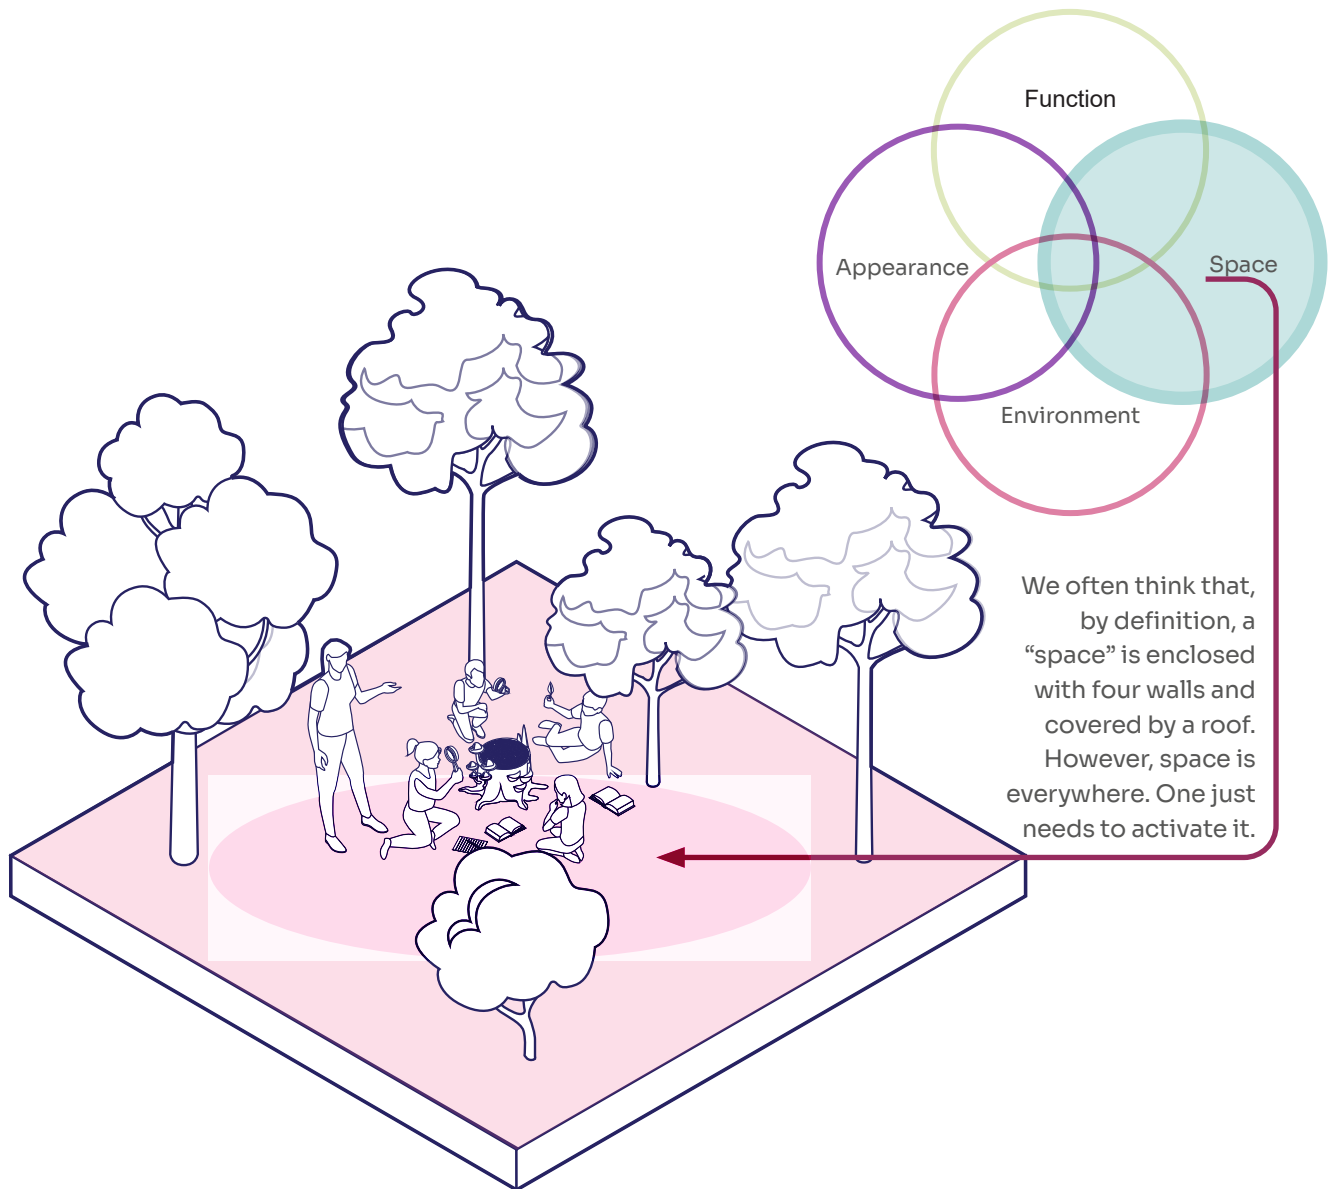 Function
Appearance
Space
Environment
We often think that,
by definition, a
“space” is enclosed
with four walls and
covered by a roof.
However, space is
everywhere. One just
needs to activate it.